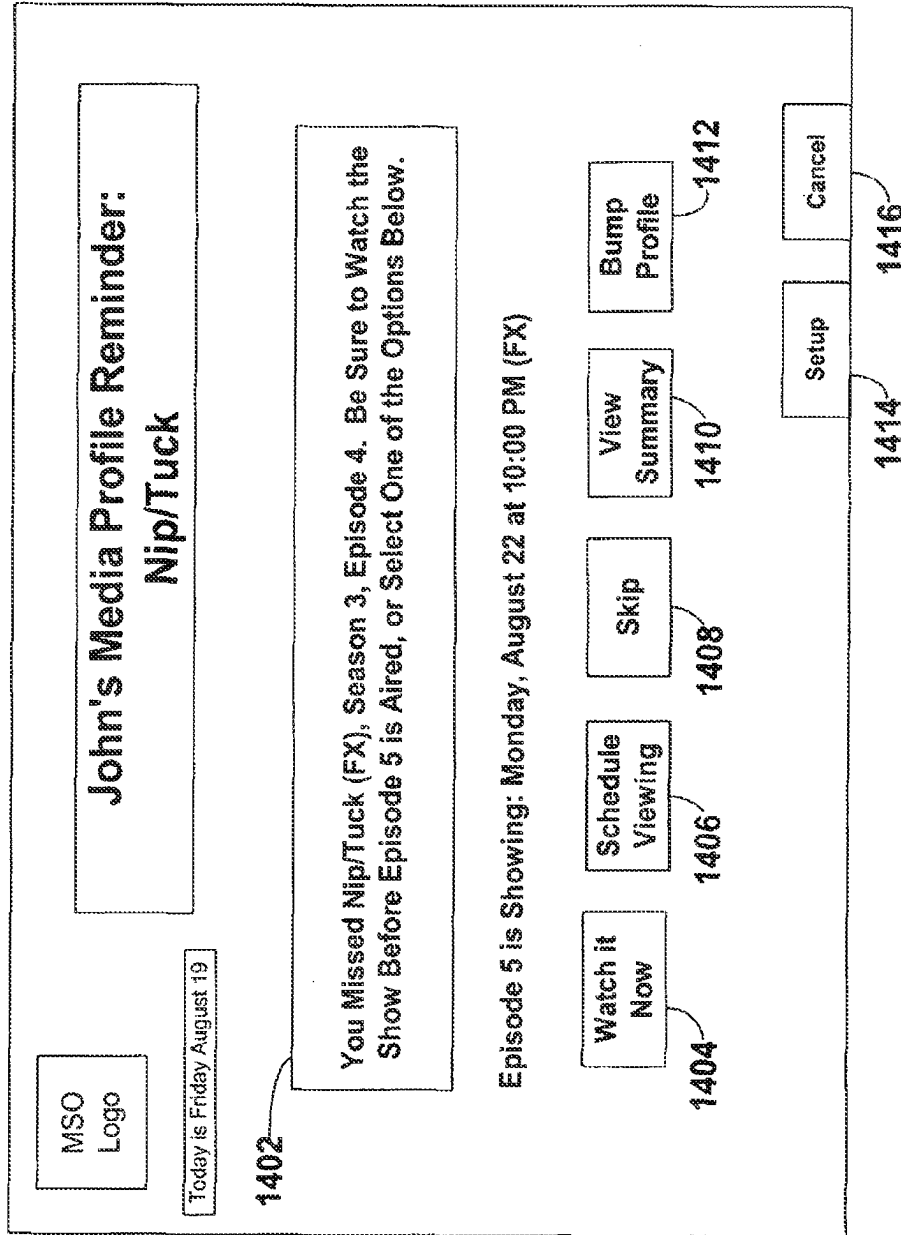 MSO
Logo
John's Media Profile Reminder:
Nip/Tuck
Today is Friday August 19
1402
You Missed Nip/Tuck (FX), Season 3, Episode 4. Be Sure to Watch the
Show Before Episode 5 is Aired, or Select One of the Options Below.
Episode 5 is Showing: Monday, August 22 at 10:00 PM (FX)
Watch it
Now
1404
Schedule
Viewing
1406
Skip
1408
View
Summary
1410
Bump
Profile
1412
Setup
1414
Cancel
1416